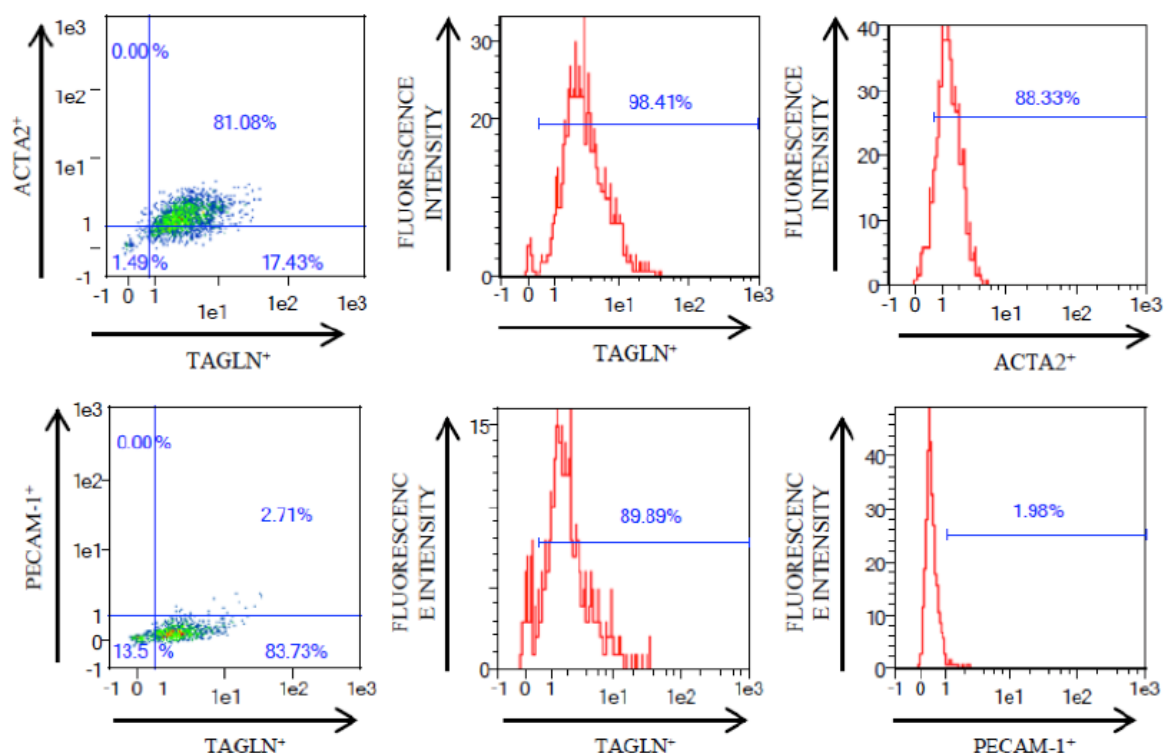 ACTA2⁺
1e3
1e2
1e1
1
-1
0.00%
81.08%
1.49%
17.43%
-1 0 1 1e1 1e2 1e3
TAGLN⁺
FLUORESCENCE
INTENSITY
30
20
10
0
98.41%
-1 0 1 1e1 1e2 1e3
TAGLN⁺
FLUORESCENCE
INTENSITY
40
30
20
10
0
88.33%
-1 0 1 1e1 1e2 1e3
ACTA2⁺
PECAM-1⁺
1e3
1e2
1e1
1
0
-1
0.00%
2.71%
13.5 %
83.73%
-1 0 1 1e1 1e2 1e3
TAGLN⁺
FLUORESCENC
E INTENSITY
15
0
89.89%
-1 0 1 1e1 1e2 1e3
TAGLN⁺
FLUORESCENC
E INTENSITY
40
30
20
10
0
1.98%
-1 0 1 1e1 1e2 1e3
PECAM-1⁺